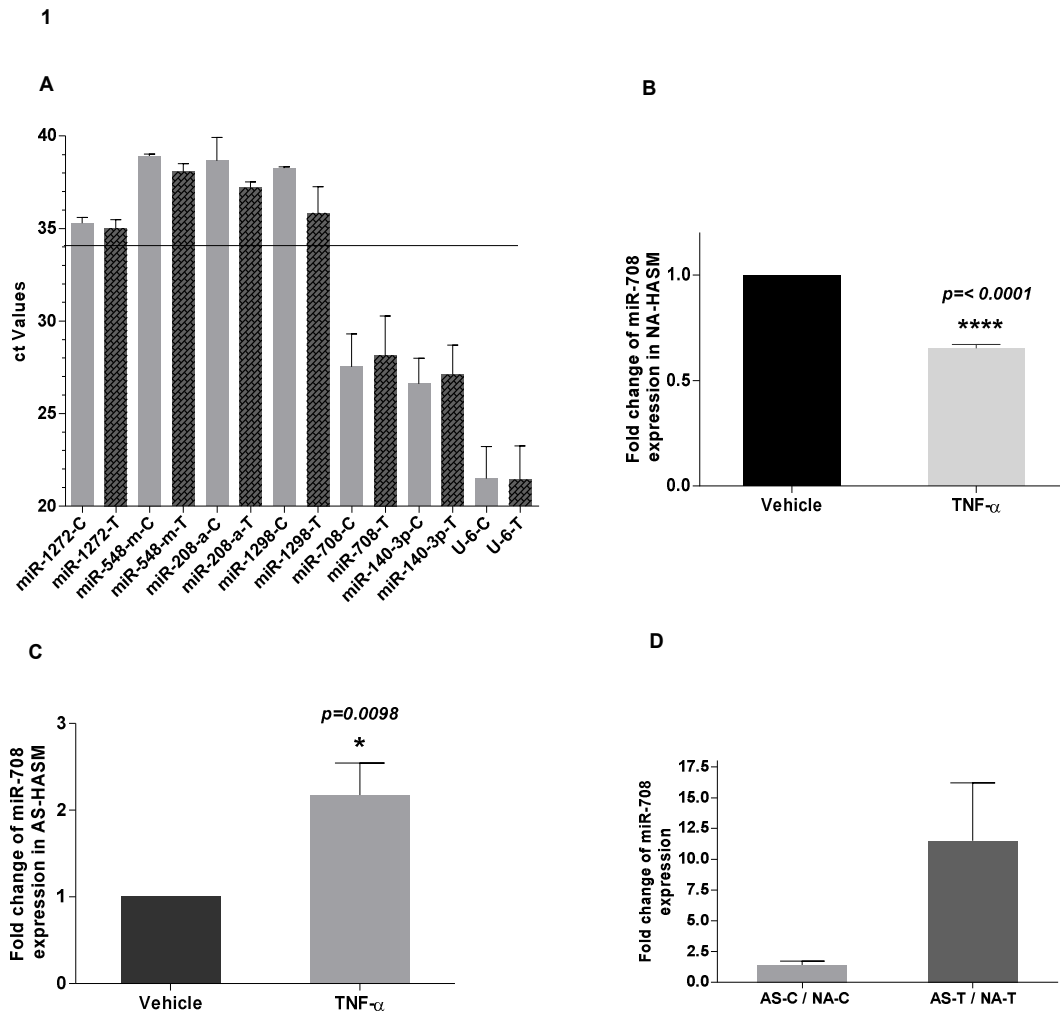 1
A
40
35
30
25
20
ct Values
miR-1272-C
miR-1272-T
miR-548-m-C
miR-548-m-T
miR-208-a-C
miR-208-a-T
miR-1298-C
miR-1298-T
miR-708-C
miR-708-T
miR-140-3p-C
miR-140-3p-T
U-6-C
U-6-T
B
Fold change of miR-708
expression in NA-HASM
1.0
0.5
0.0
p=< 0.0001
****
Vehicle
TNF-α
C
Fold change of miR-708
expression in AS-HASM
3
2
1
0
p=0.0098
*
Vehicle
TNF-α
D
Fold change of miR-708
expression
17.5
15.0
12.5
10.0
7.5
5.0
2.5
0.0
AS-C / NA-C
AS-T / NA-T